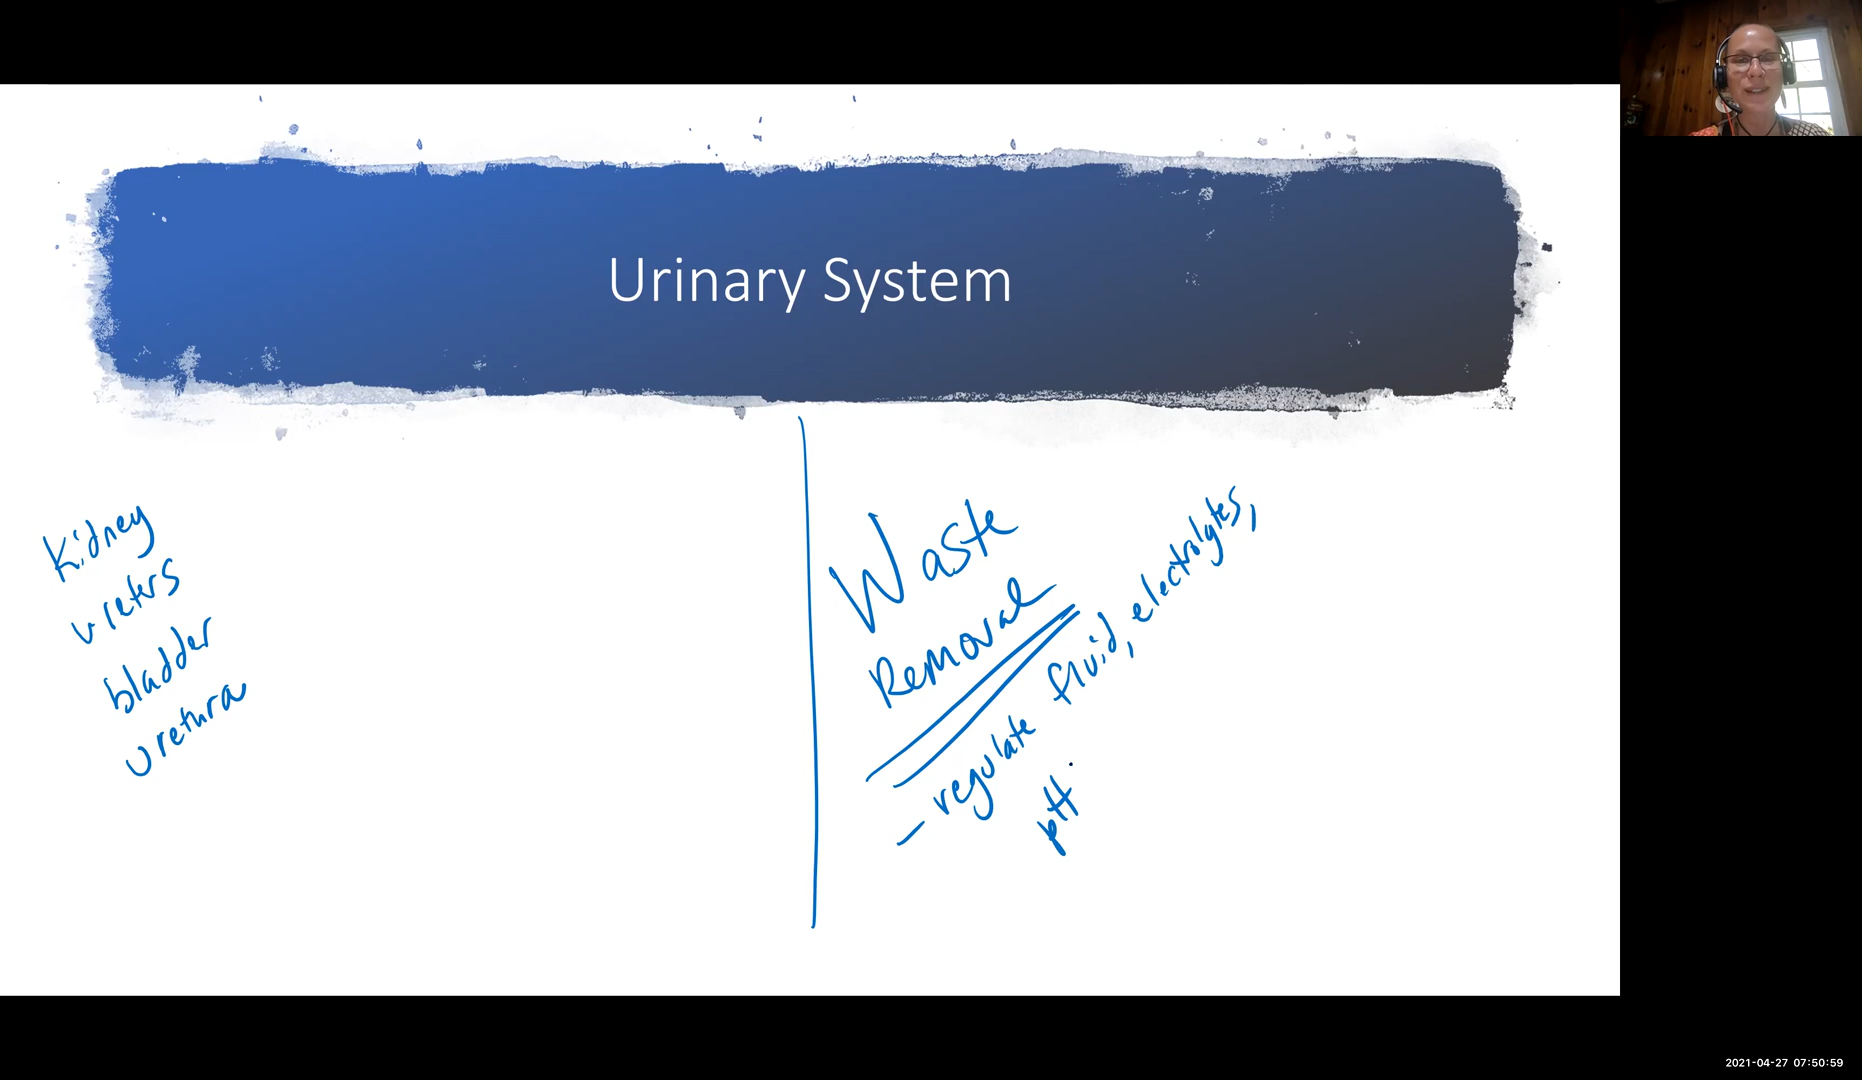 Urinary System
Kidney
ureters
bladder
urethra
Waste
Removal
- regulate fluid, electrolytes,
pH
2021-04-27 07:50:59